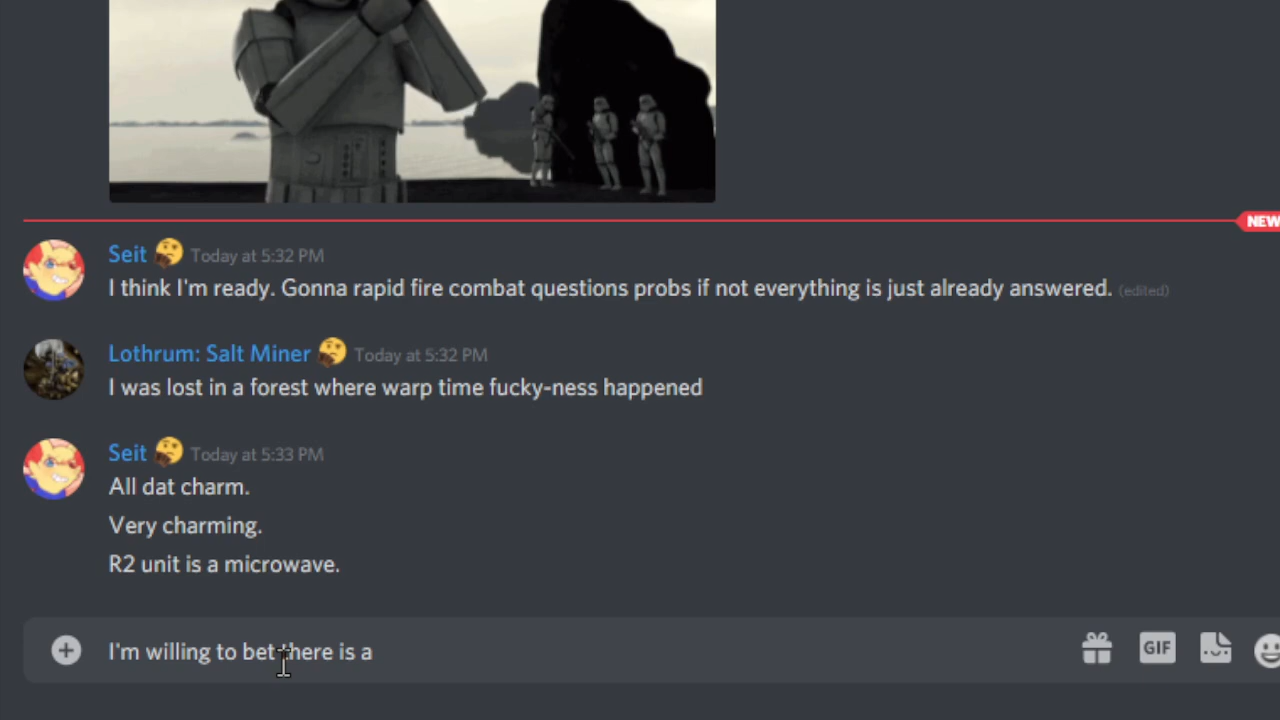 NEW
Seit Today at 5:32 PM
I think I'm ready. Gonna rapid fire combat questions probs if not everything is just already answered. (edited)
Lothrum: Salt Miner Today at 5:32 PM
I was lost in a forest where warp time fucky-ness happened
Seit Today at 5:33 PM
All dat charm.
Very charming.
R2 unit is a microwave.
I'm willing to bet there is a
GIF